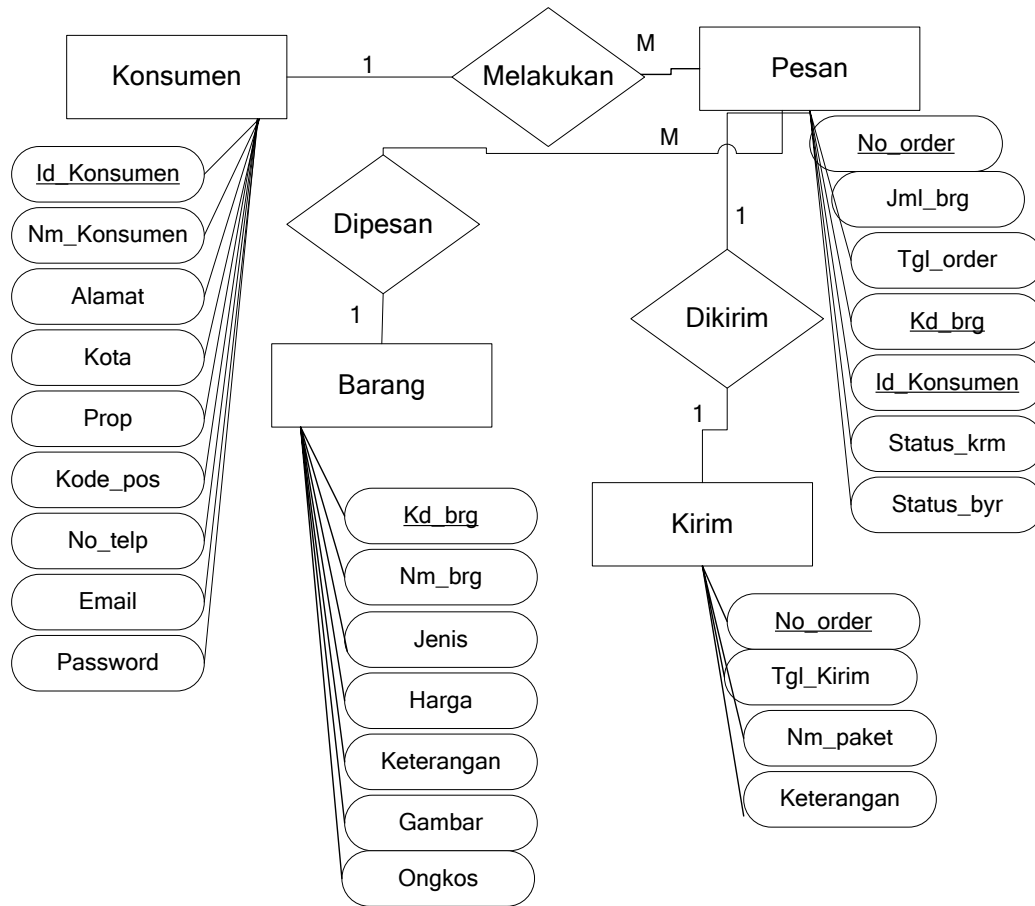 Konsumen
1
Melakukan
M
Pesan
Id_Konsumen
Nm_Konsumen
Alamat
Kota
Prop
Kode_pos
No_telp
Email
Password
Dipesan
M
1
Barang
Kd_brg
Nm_brg
Jenis
Harga
Keterangan
Gambar
Ongkos
1
Dikirim
1
Kirim
No_order
Tgl_Kirim
Nm_paket
Keterangan
No_order
Jml_brg
Tgl_order
Kd_brg
Id_Konsumen
Status_krm
Status_byr